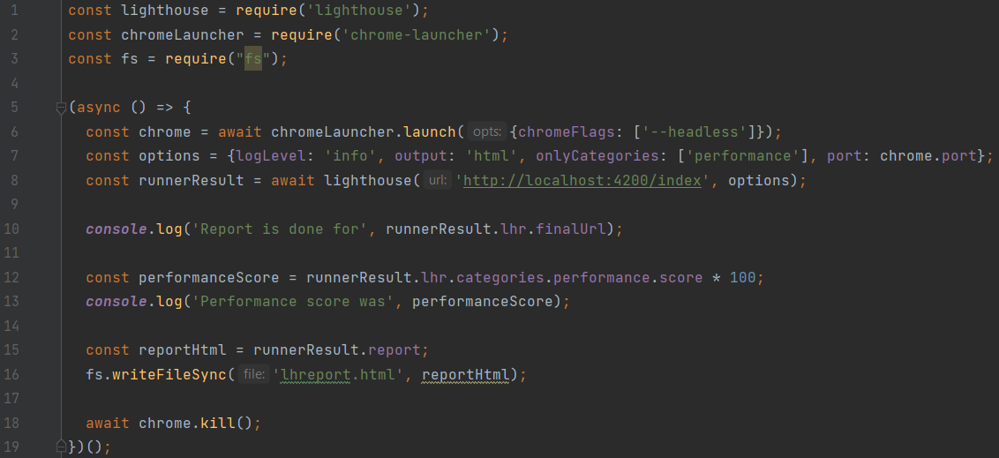 1 const lighthouse = require('lighthouse');
2 const chromeLauncher = require('chrome-launcher');
3 const fs = require("fs");
4
5 (async () => {
6 const chrome = await chromeLauncher.launch( opts: {chromeFlags: ['--headless']});
7 const options = {logLevel: 'info', output: 'html', onlyCategories: ['performance'], port: chrome.port};
8 const runnerResult = await lighthouse( url: 'http://localhost:4200/index', options);
9
10 console.log('Report is done for', runnerResult.lhr.finalUrl);
11
12 const performanceScore = runnerResult.lhr.categories.performance.score * 100;
13 console.log('Performance score was', performanceScore);
14
15 const reportHtml = runnerResult.report;
16 fs.writeFileSync( file: 'lhreport.html', reportHtml);
17
18 await chrome.kill();
19 })();